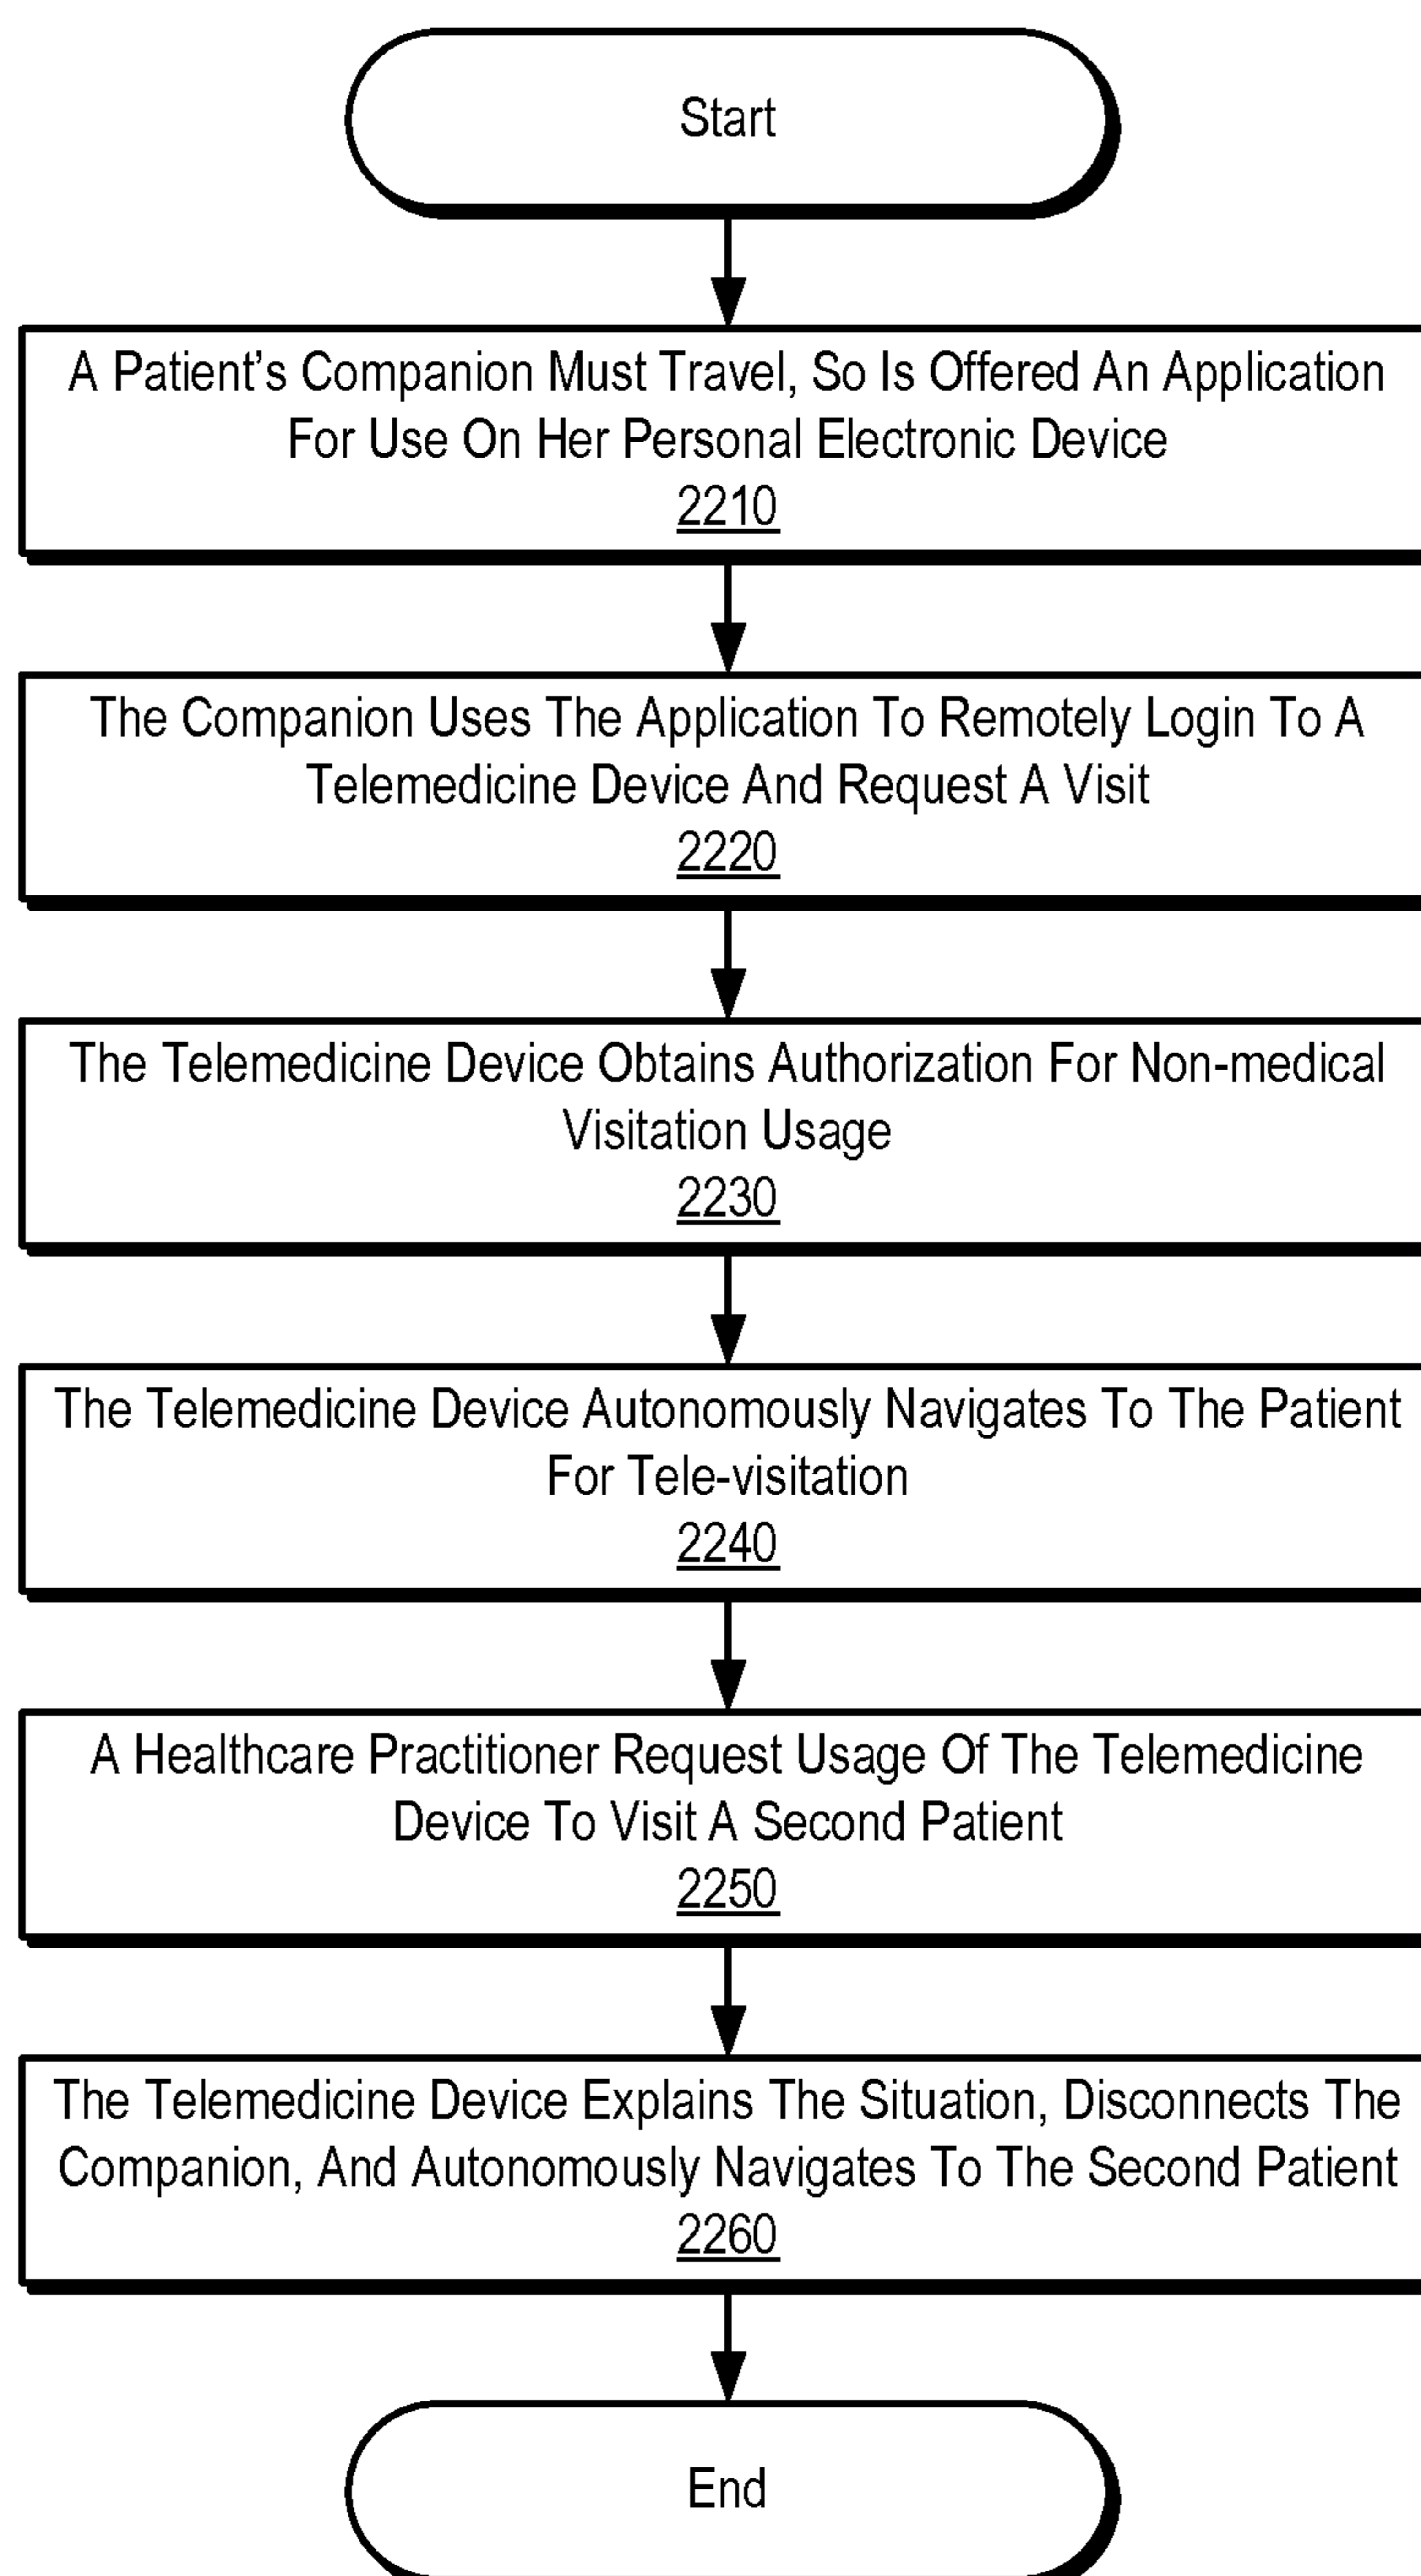 Start
A Patient's Companion Must Travel, So Is Offered An Application
For Use On Her Personal Electronic Device
2210
The Companion Uses The Application To Remotely Login To A
Telemedicine Device And Request A Visit
2220
The Telemedicine Device Obtains Authorization For Non-medical
Visitation Usage
2230
The Telemedicine Device Autonomously Navigates To The Patient
For Tele-visitation
2240
A Healthcare Practitioner Request Usage Of The Telemedicine
Device To Visit A Second Patient
2250
The Telemedicine Device Explains The Situation, Disconnects The
Companion, And Autonomously Navigates To The Second Patient
2260
End